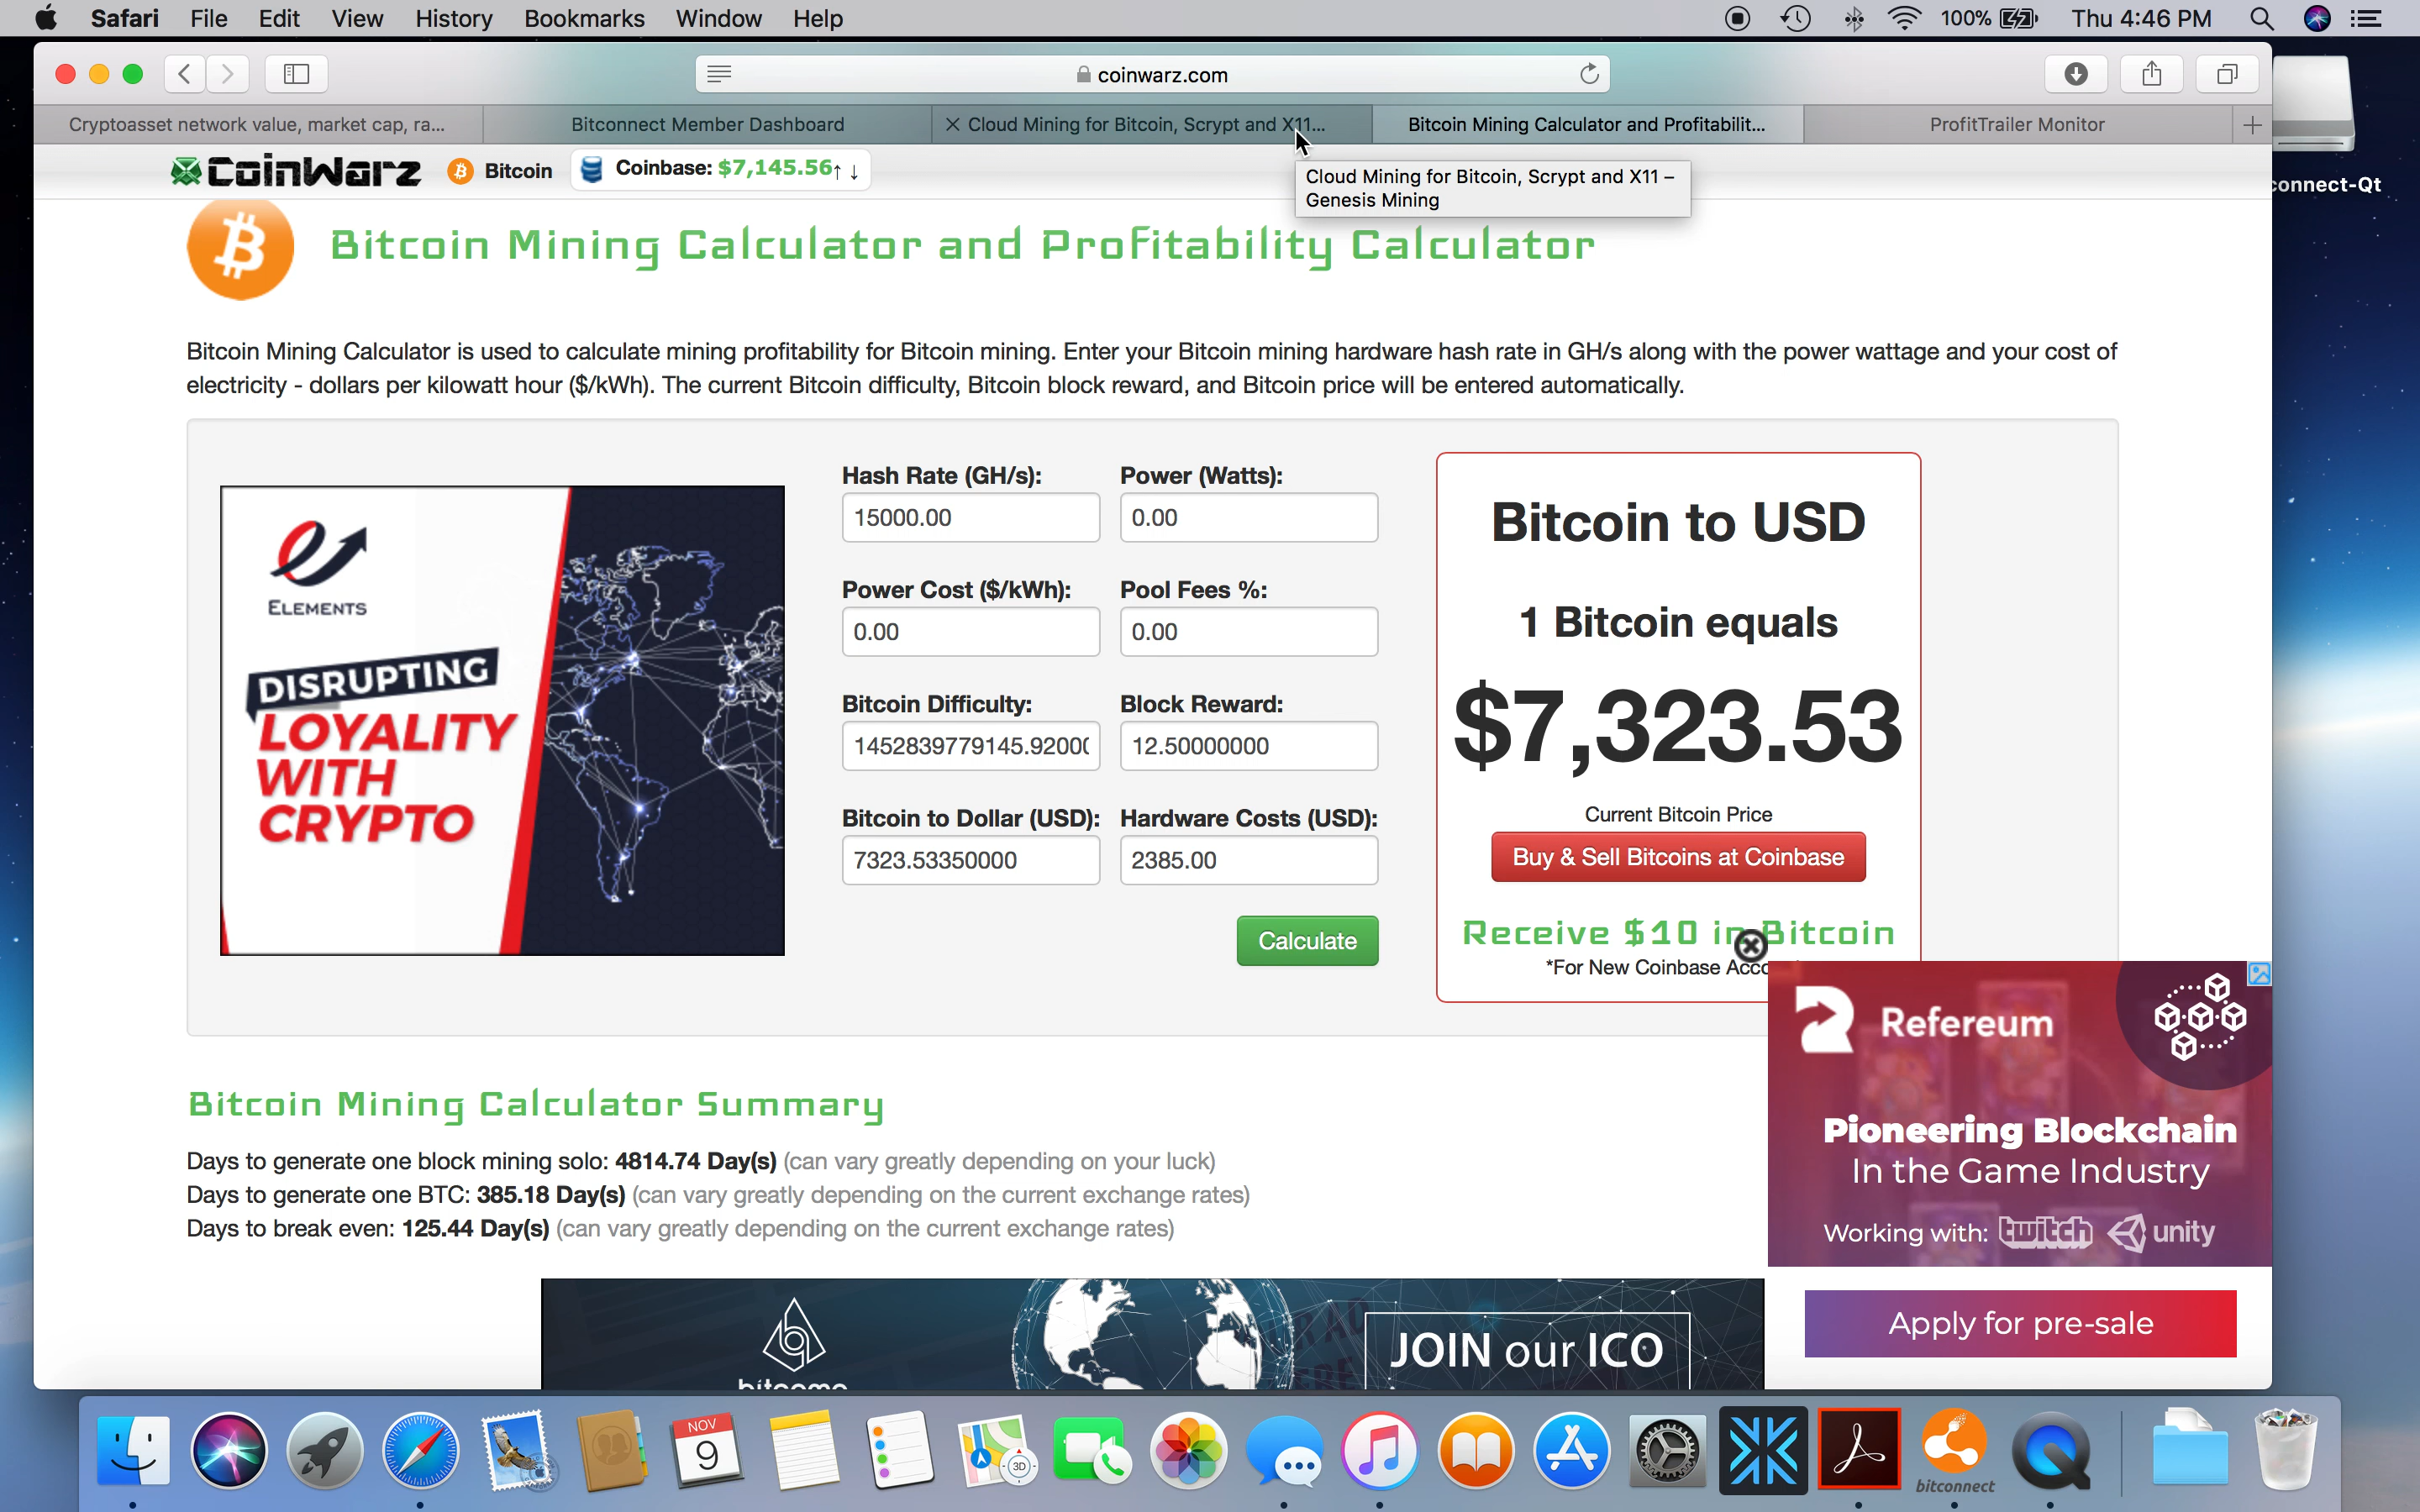 Safari File Edit View History Bookmarks Window Help 100% Thu 4:46 PM
coinwarz.com
Cryptoasset network value, market cap, ra... Bitconnect Member Dashboard Cloud Mining for Bitcoin, Scrypt and X11... Bitcoin Mining Calculator and Profitabilit... ProfitTrailer Monitor
CoinWarz Bitcoin Coinbase: $7,145.56↑ ↓
Cloud Mining for Bitcoin, Scrypt and X11 –
Genesis Mining
connect-Qt
Bitcoin Mining Calculator and Profitability Calculator
Bitcoin Mining Calculator is used to calculate mining profitability for Bitcoin mining. Enter your Bitcoin mining hardware hash rate in GH/s along with the power wattage and your cost of
electricity - dollars per kilowatt hour ($/kWh). The current Bitcoin difficulty, Bitcoin block reward, and Bitcoin price will be entered automatically.
ELEMENTS
DISRUPTING
LOYALITY
WITH
CRYPTO
Hash Rate (GH/s): Power (Watts):
15000.00 0.00
Power Cost ($/kWh): Pool Fees %:
0.00 0.00
Bitcoin Difficulty: Block Reward:
1452839779145.9200 12.50000000
Bitcoin to Dollar (USD): Hardware Costs (USD):
7323.53350000 2385.00
Calculate
Bitcoin to USD
1 Bitcoin equals
$7,323.53
Current Bitcoin Price
Buy & Sell Bitcoins at Coinbase
Receive $10 in Bitcoin
*For New Coinbase
Refereum
Pioneering Blockchain
In the Game Industry
Working with: twitch unity
Apply for pre-sale
Bitcoin Mining Calculator Summary
Days to generate one block mining solo: 4814.74 Day(s) (can vary greatly depending on your luck)
Days to generate one BTC: 385.18 Day(s) (can vary greatly depending on the current exchange rates)
Days to break even: 125.44 Day(s) (can vary greatly depending on the current exchange rates)
JOIN our ICO
NOV
9
3D
bitconnect